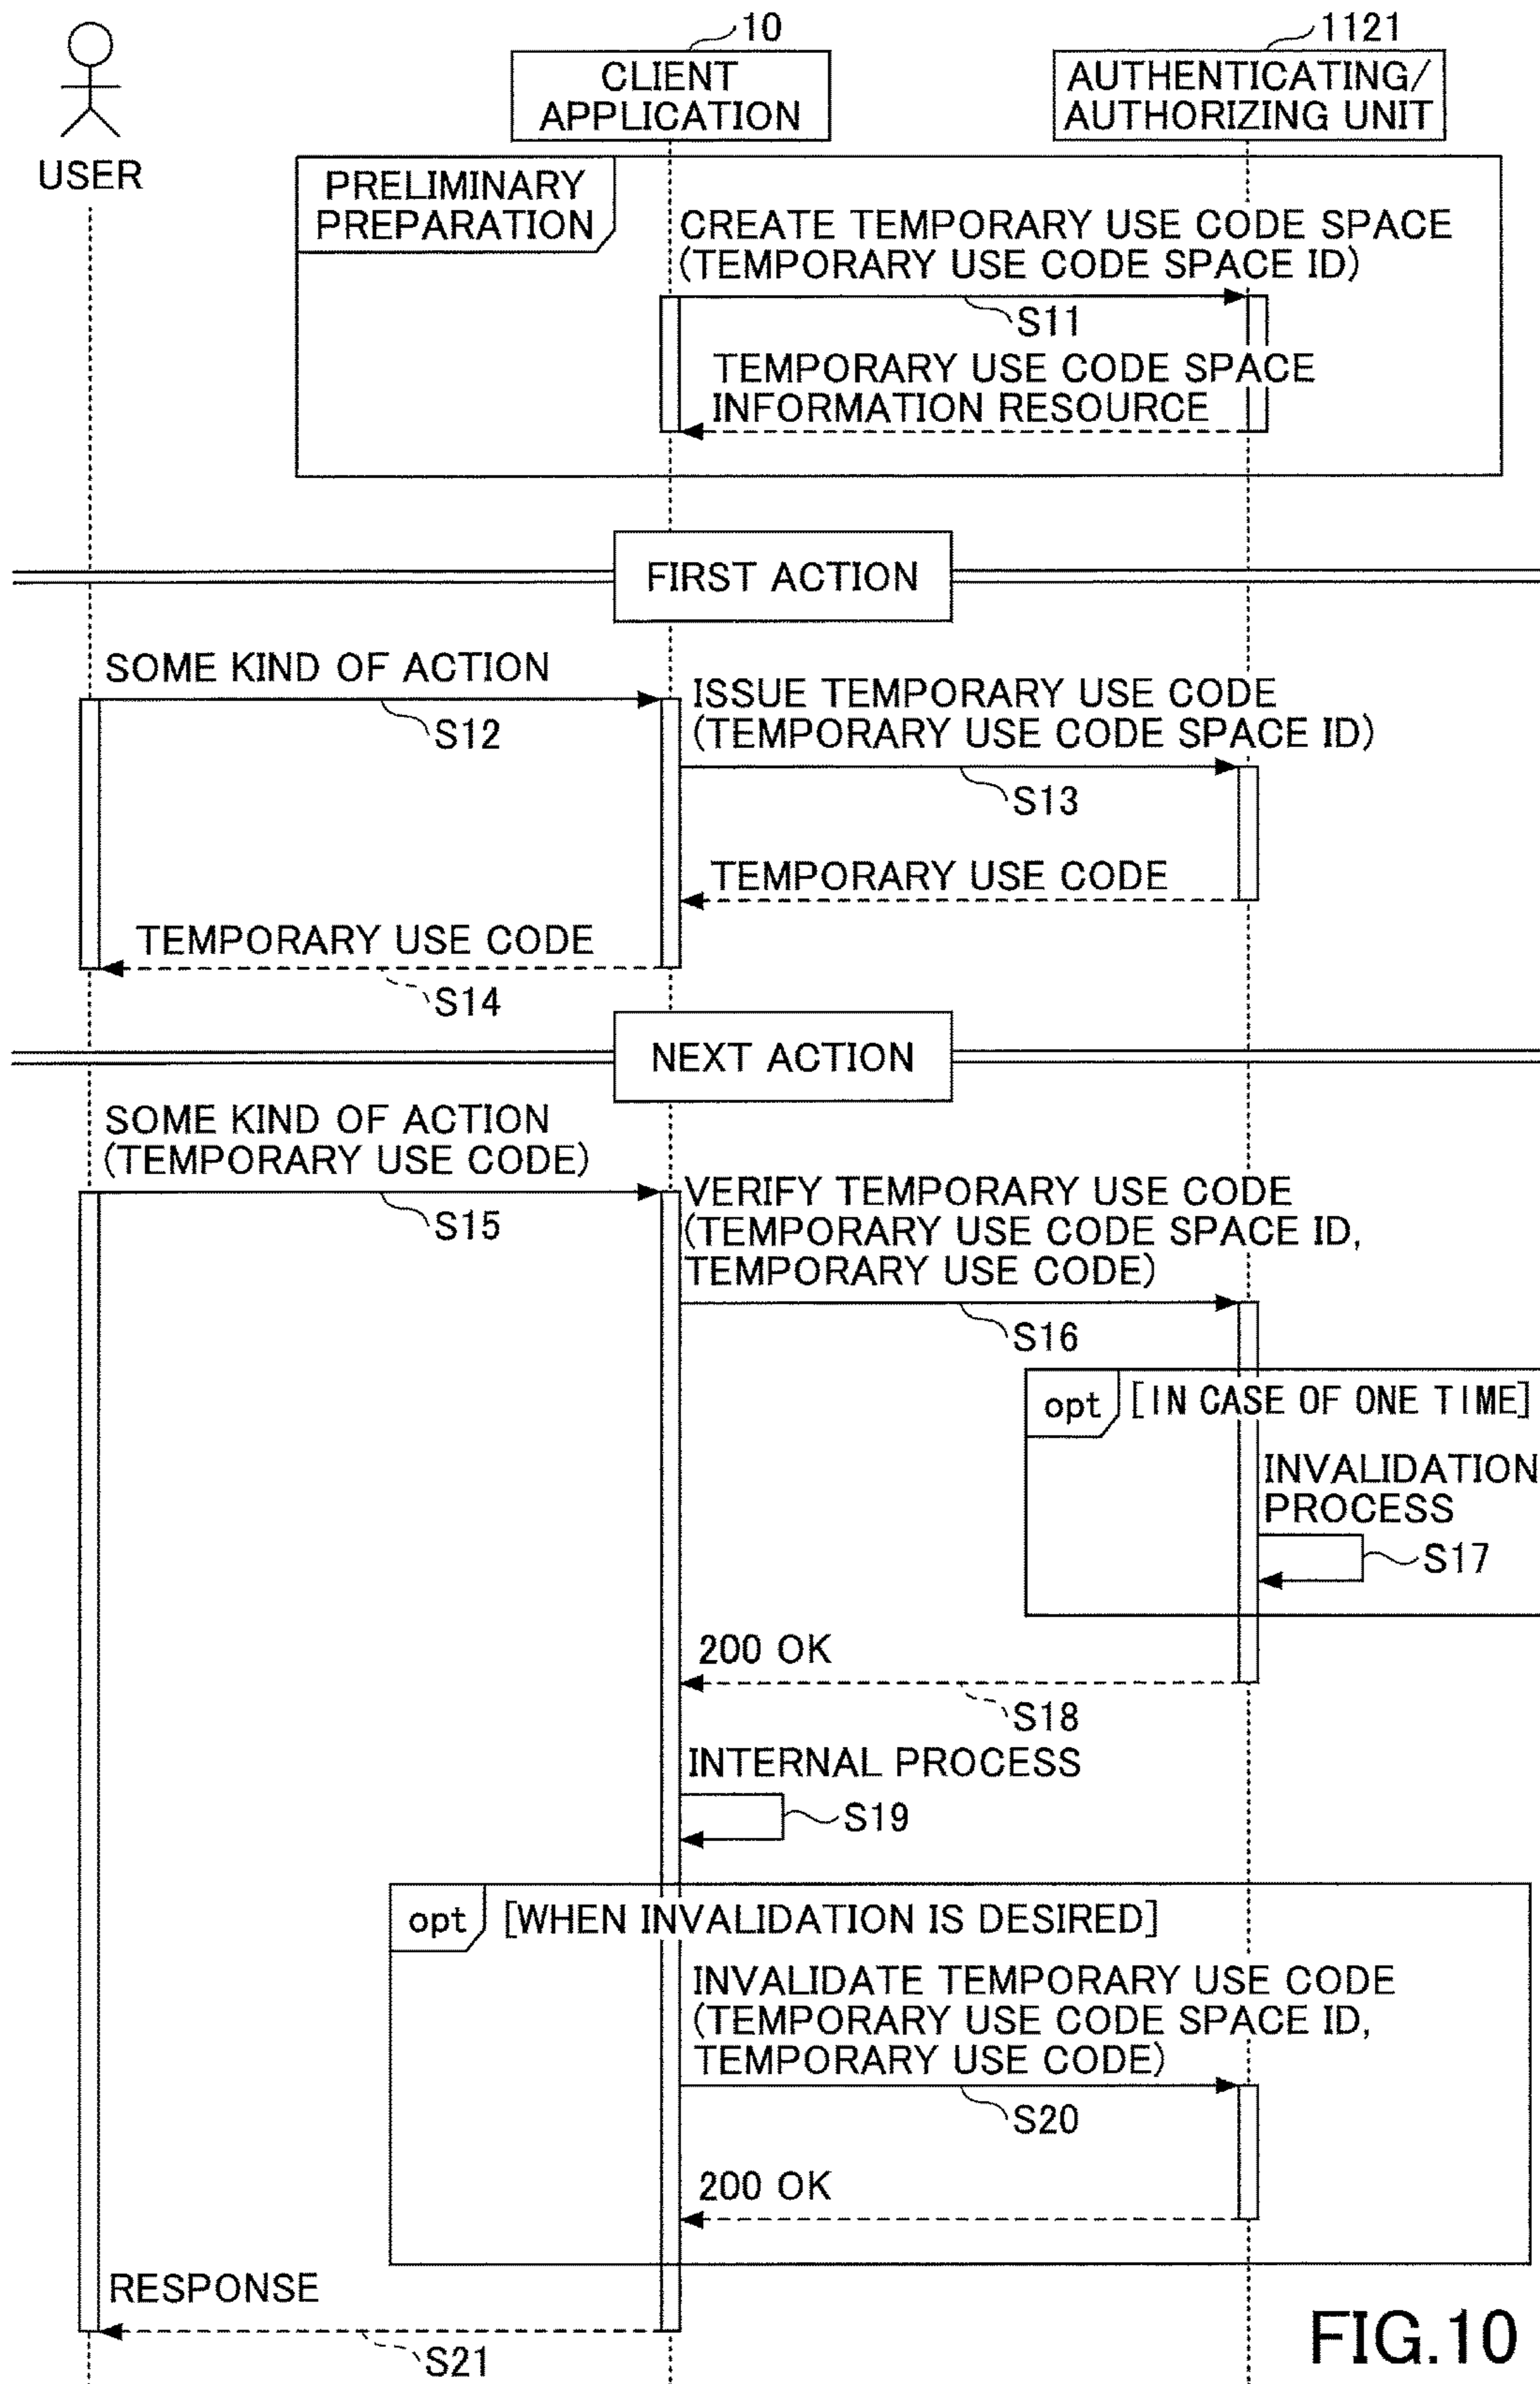 10
1121
CLIENT
APPLICATION
AUTHENTICATING/
AUTHORIZING UNIT
USER
PRELIMINARY
PREPARATION
CREATE TEMPORARY USE CODE SPACE
(TEMPORARY USE CODE SPACE ID)
S11
TEMPORARY USE CODE SPACE
INFORMATION RESOURCE
FIRST ACTION
SOME KIND OF ACTION
S12
ISSUE TEMPORARY USE CODE
(TEMPORARY USE CODE SPACE ID)
S13
TEMPORARY USE CODE
TEMPORARY USE CODE
S14
NEXT ACTION
SOME KIND OF ACTION
(TEMPORARY USE CODE)
S15
VERIFY TEMPORARY USE CODE
(TEMPORARY USE CODE SPACE ID,
TEMPORARY USE CODE)
S16
opt
[IN CASE OF ONE TIME]
INVALIDATION
PROCESS
S17
200 OK
S18
INTERNAL PROCESS
S19
opt
[WHEN INVALIDATION IS DESIRED]
INVALIDATE TEMPORARY USE CODE
(TEMPORARY USE CODE SPACE ID,
TEMPORARY USE CODE)
S20
200 OK
RESPONSE
S21
FIG.10